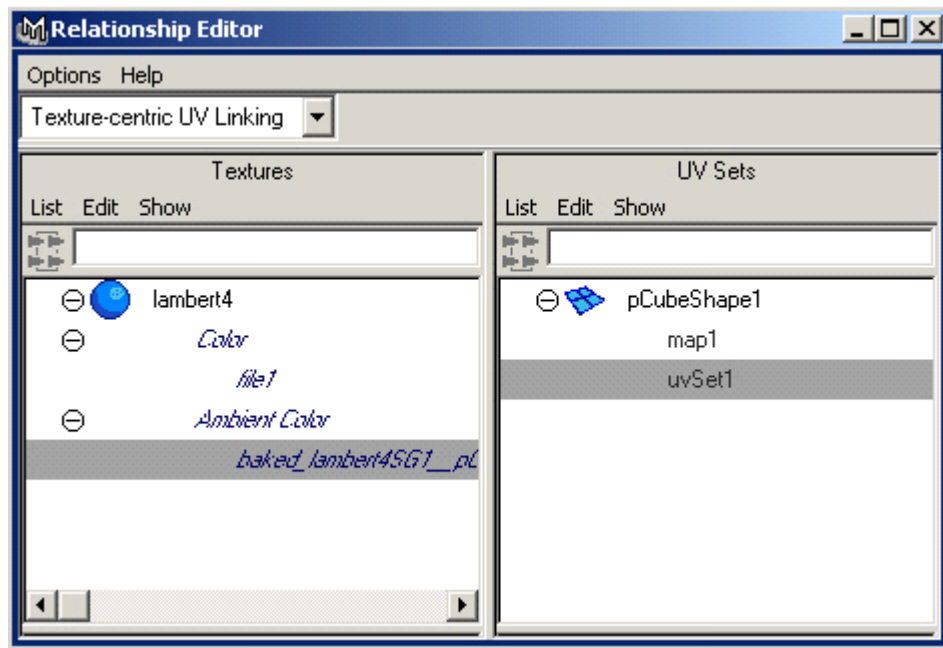 Relationship Editor
Options Help
Texture-centric UV Linking
Textures
List Edit Show
lambert4
Color
file1
Ambient Color
baked_lambert4SG1__pC
UV Sets
List Edit Show
pCubeShape1
map1
uvSet1